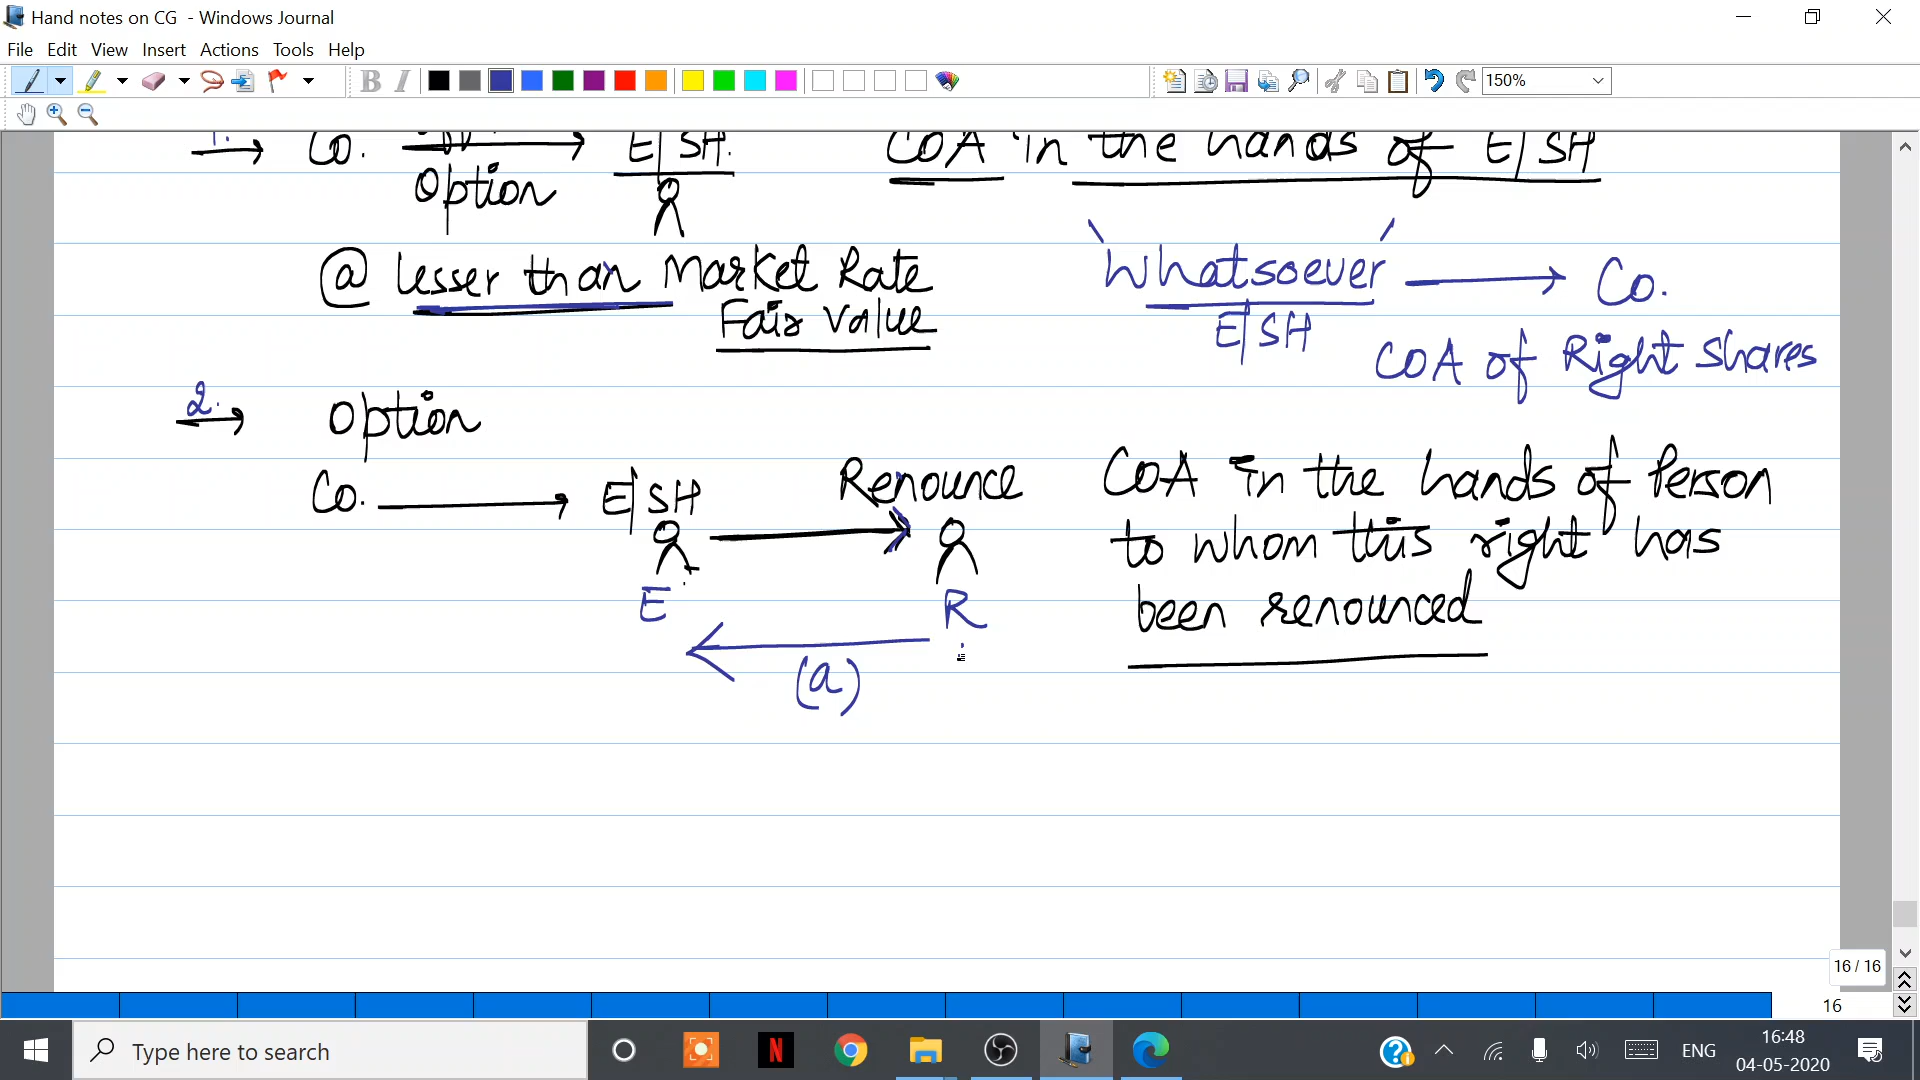 Hand notes on CG - Windows Journal
File Edit View Insert Actions Tools Help
B I 150%
1. Co. E/SH. COA in the hands of E/SH
Option
@ lesser than Market Rate
Fair Value
Whatsoever Co.
E/SH
COA of Right Shares
2. Option
Co. E/SH Renounce
COA in the hands of Person
to whom this right has
been renounced
E R
(a)
16 / 16
16
Type here to search
N
ENG
16:48
04-05-2020